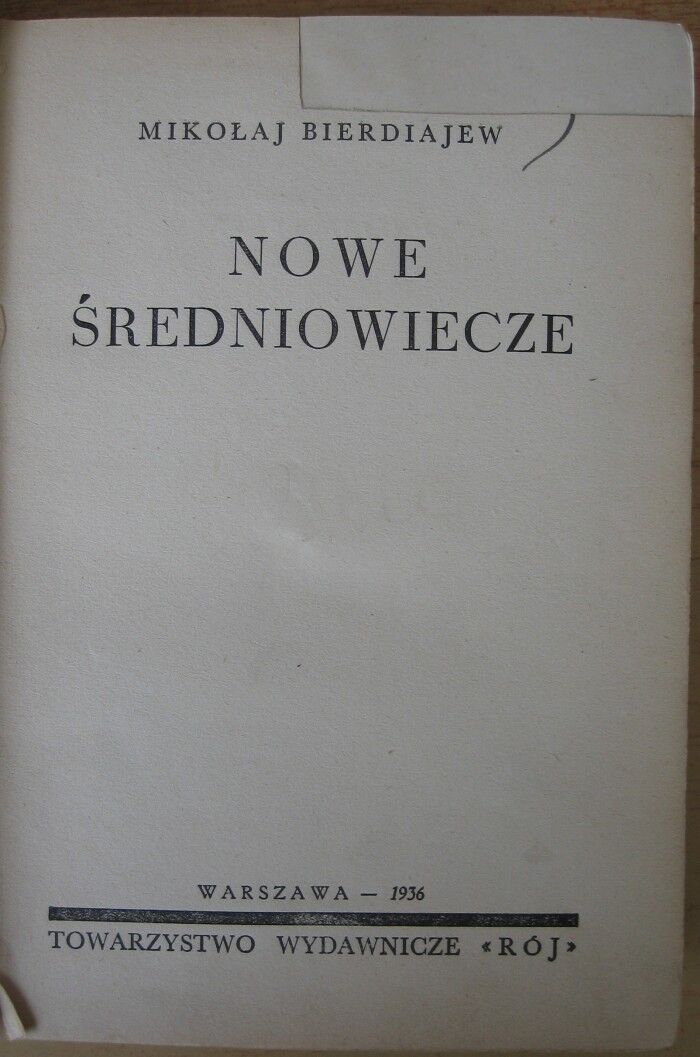 MIKOŁAJ BIERDIAJEW
NOWE
ŚREDNIOWIECZE
WARSZAWA — 1936
TOWARZYSTWO WYDAWNICZE «RÓJ»